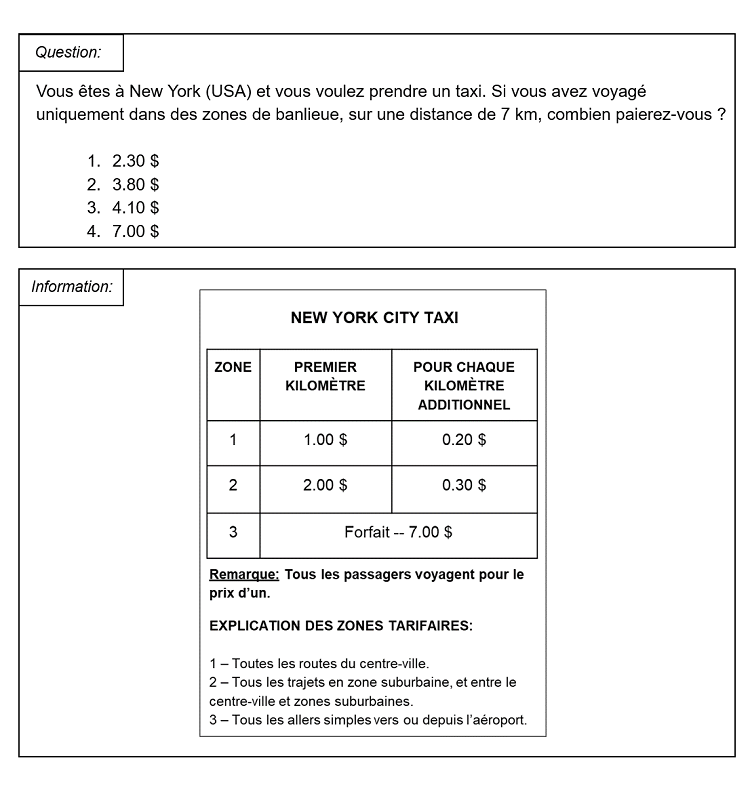 Question:
Vous êtes à New York (USA) et vous voulez prendre un taxi. Si vous avez voyagé
uniquement dans des zones de banlieue, sur une distance de 7 km, combien paierez-vous ?
1. 2.30 $
2. 3.80 $
3. 4.10 $
4. 7.00 $
Information:
NEW YORK CITY TAXI
ZONE
PREMIER
KILOMÈTRE
POUR CHAQUE
KILOMÈTRE
ADDITIONNEL
1 1.00 $ 0.20 $
2 2.00 $ 0.30 $
3 Forfait -- 7.00 $
Remarque: Tous les passagers voyagent pour le
prix d'un.
EXPLICATION DES ZONES TARIFAIRES:
1 – Toutes les routes du centre-ville.
2 – Tous les trajets en zone suburbaine, et entre le
centre-ville et zones suburbaines.
3 – Tous les allers simples vers ou depuis l'aéroport.